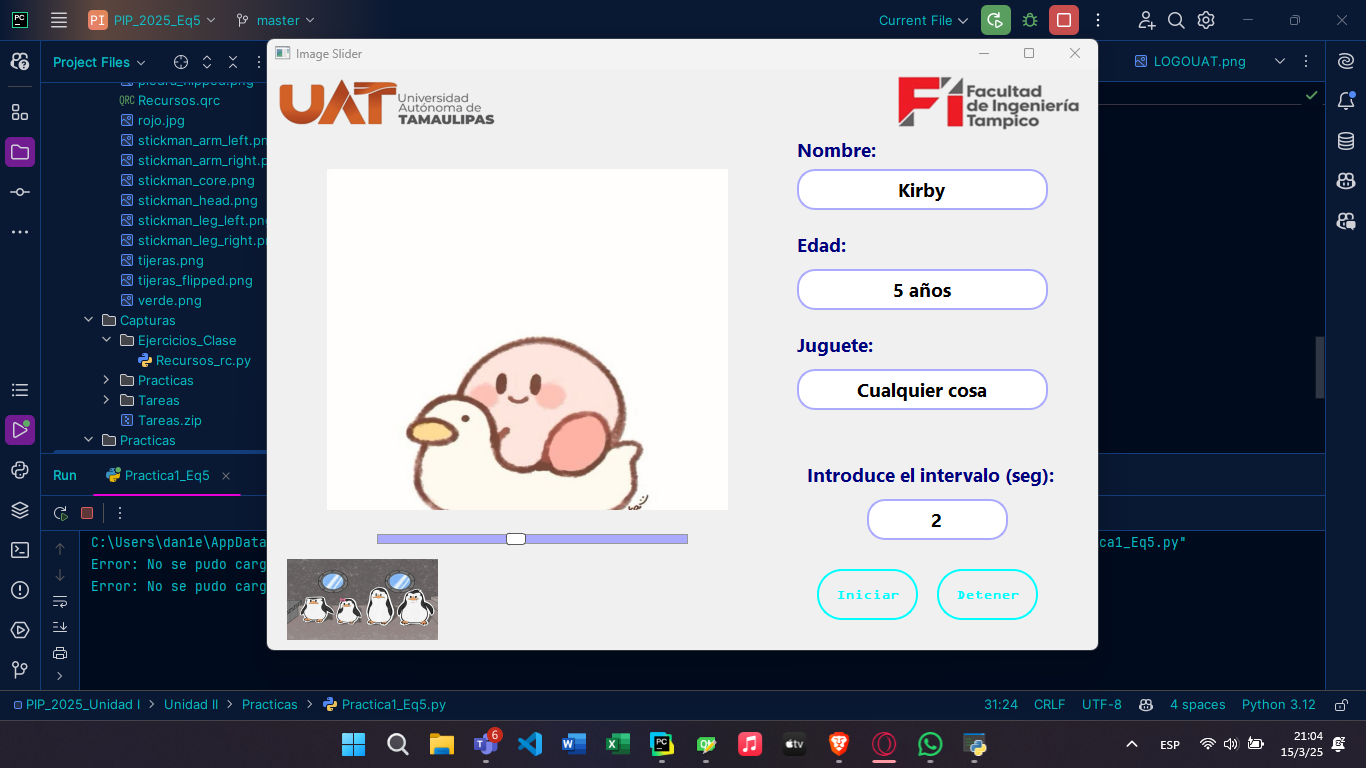 PC
PI PIP_2025_Eq5
master
Current File
Project Files
LOGOUAT.png
Recursos.qrc
rojo.jpg
stickman_arm_left.pn
stickman_arm_right.p
stickman_core.png
stickman_head.png
stickman_leg_left.pn
stickman_leg_right.p
tijeras.png
tijeras_flipped.png
verde.png
Capturas
Ejercicios_Clase
Recursos_rc.py
Practicas
Tareas
Tareas.zip
Practicas
Image Slider
UAT Universidad
Autónoma de
TAMAULIPAS
Fi Facultad
de Ingeniería
Tampico
Nombre:
Kirby
Edad:
5 años
Juguete:
Cualquier cosa
Introduce el intervalo (seg):
2
Iniciar
Detener
Run
Practica1_Eq5
C:\Users\dan1e\AppData
ca1_Eq5.py"
Error: No se pudo carg
Error: No se pudo carg
PIP_2025_Unidad I > Unidad II > Practicas > Practica1_Eq5.py
31:24 CRLF UTF-8 4 spaces Python 3.12
6
ESP
21:04
15/3/25